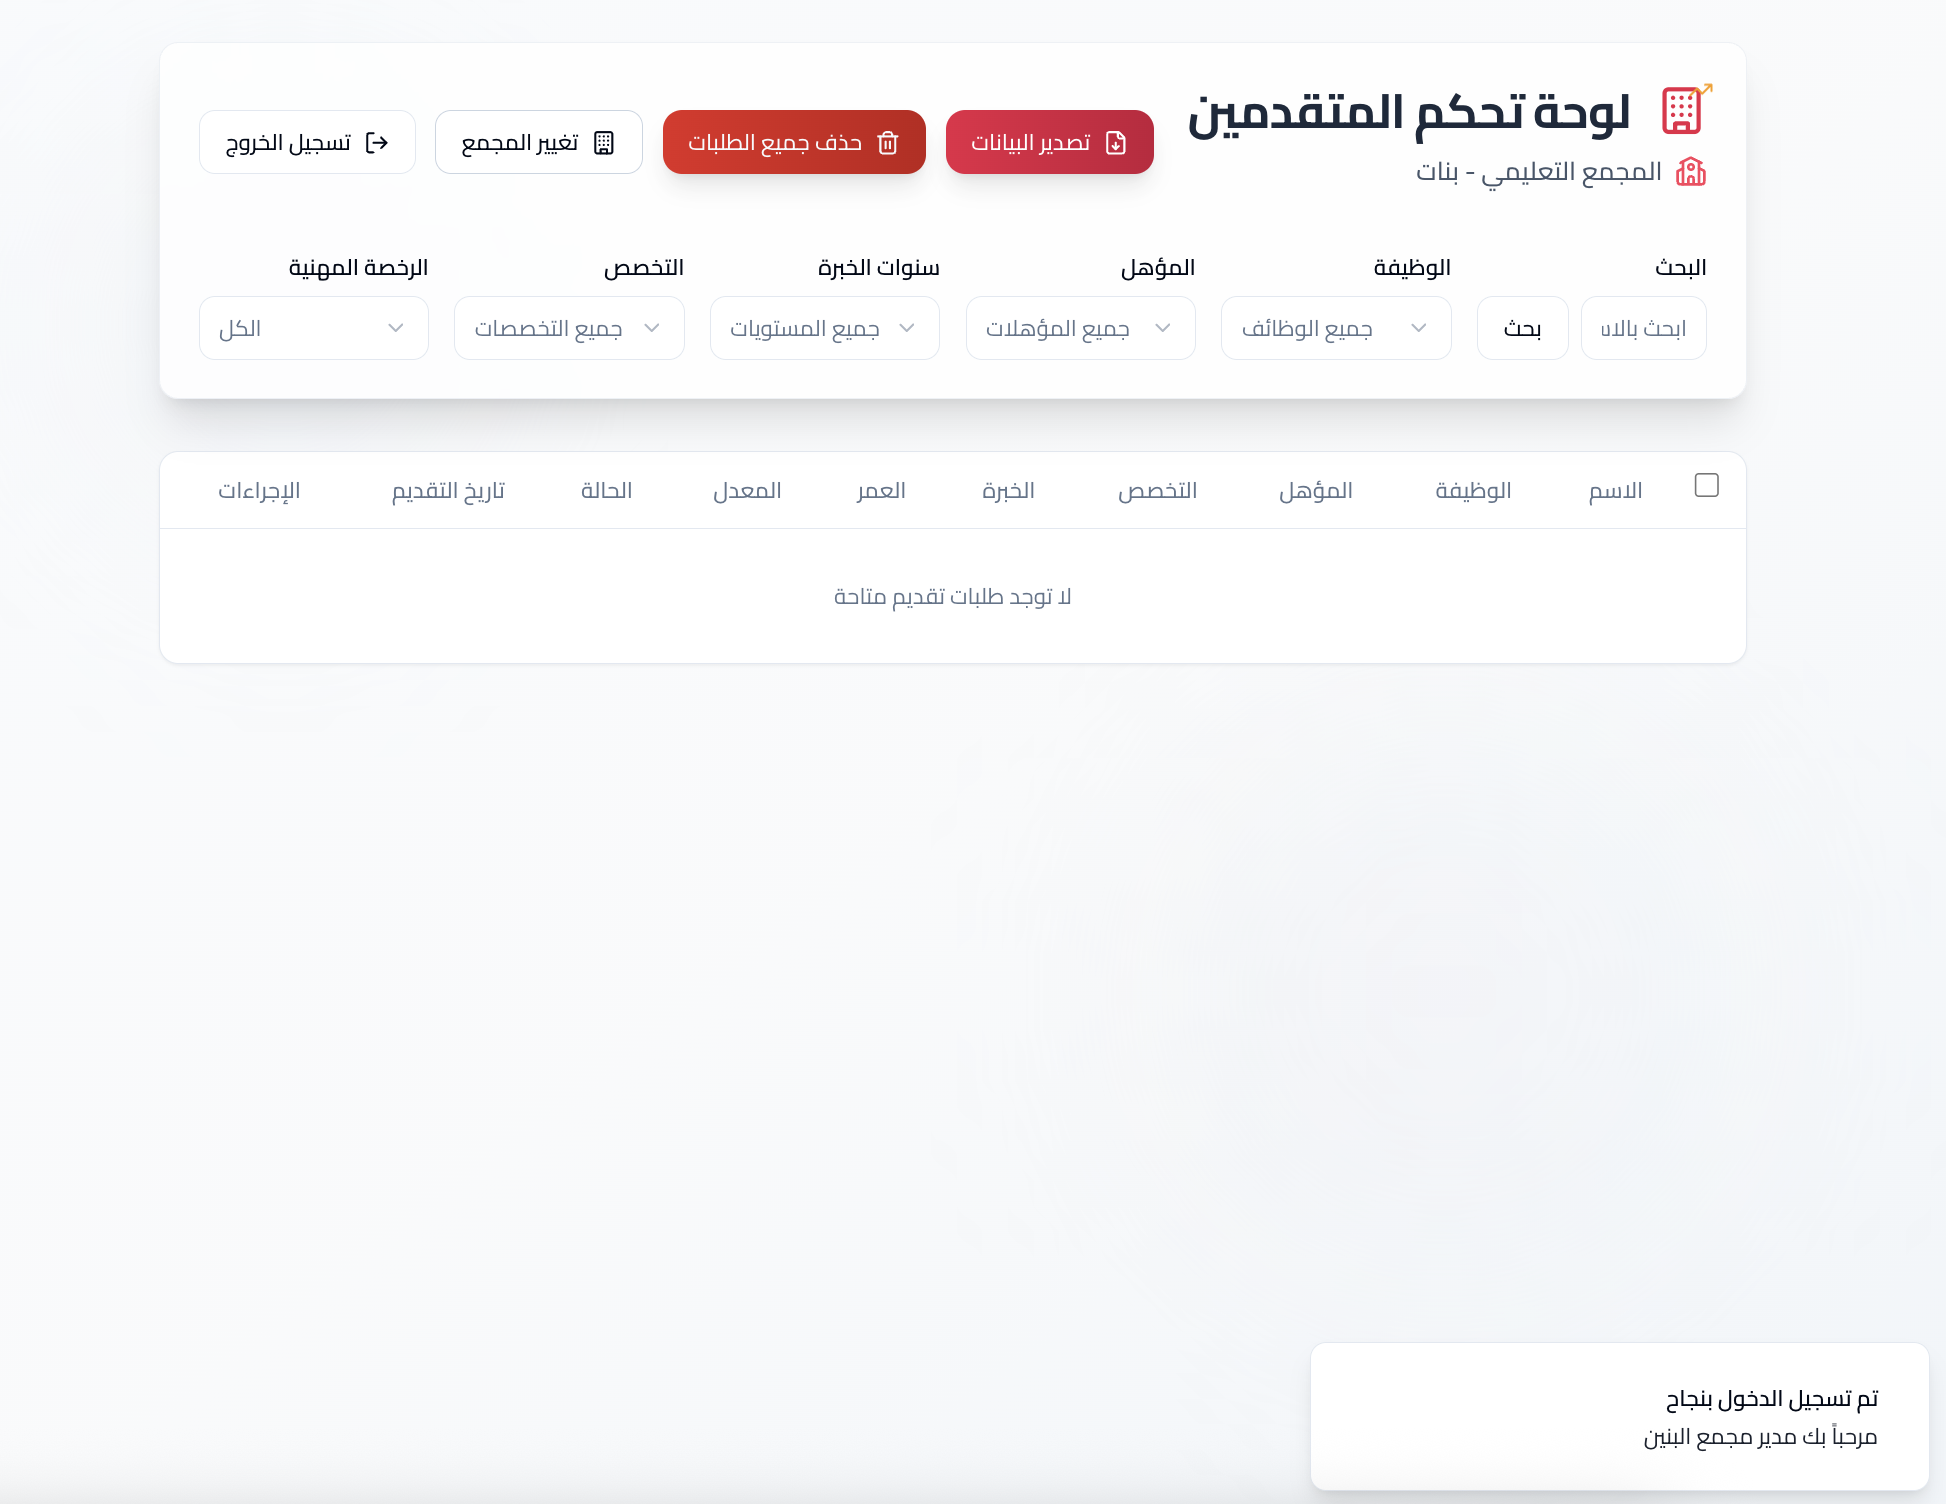 لوحة تحكم المتقدمين
المجمع التعليمي - بنات
تصدير البيانات
حذف جميع الطلبات
تغيير المجمع
تسجيل الخروج
البحث
الوظيفة
المؤهل
سنوات الخبرة
التخصص
الرخصة المهنية
ابحث بالاس
بحث
جميع الوظائف
جميع المؤهلات
جميع المستويات
جميع التخصصات
الكل
الاسم
الوظيفة
المؤهل
التخصص
الخبرة
العمر
المعدل
الحالة
تاريخ التقديم
الإجراءات
لا توجد طلبات تقديم متاحة
تم تسجيل الدخول بنجاح
مرحباً بك مدير مجمع البنين